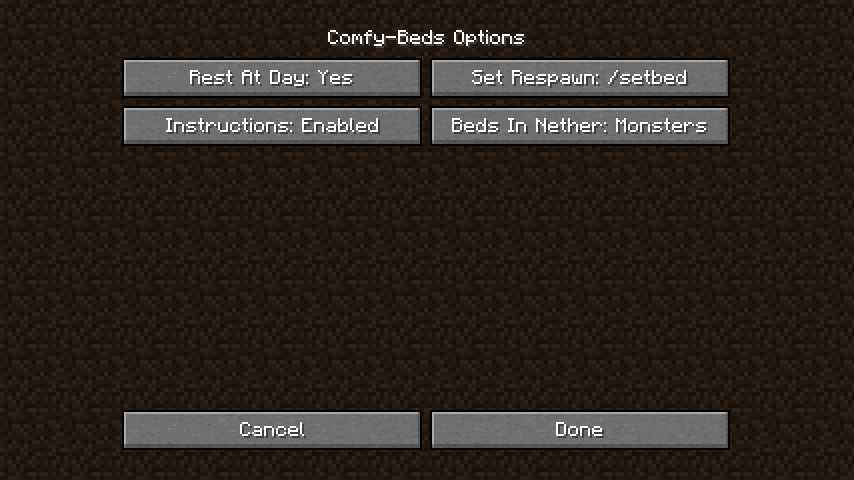 Comfy-Beds Options
Rest At Day: Yes
Set Respawn: /setbed
Instructions: Enabled
Beds In Nether: Monsters
Cancel
Done